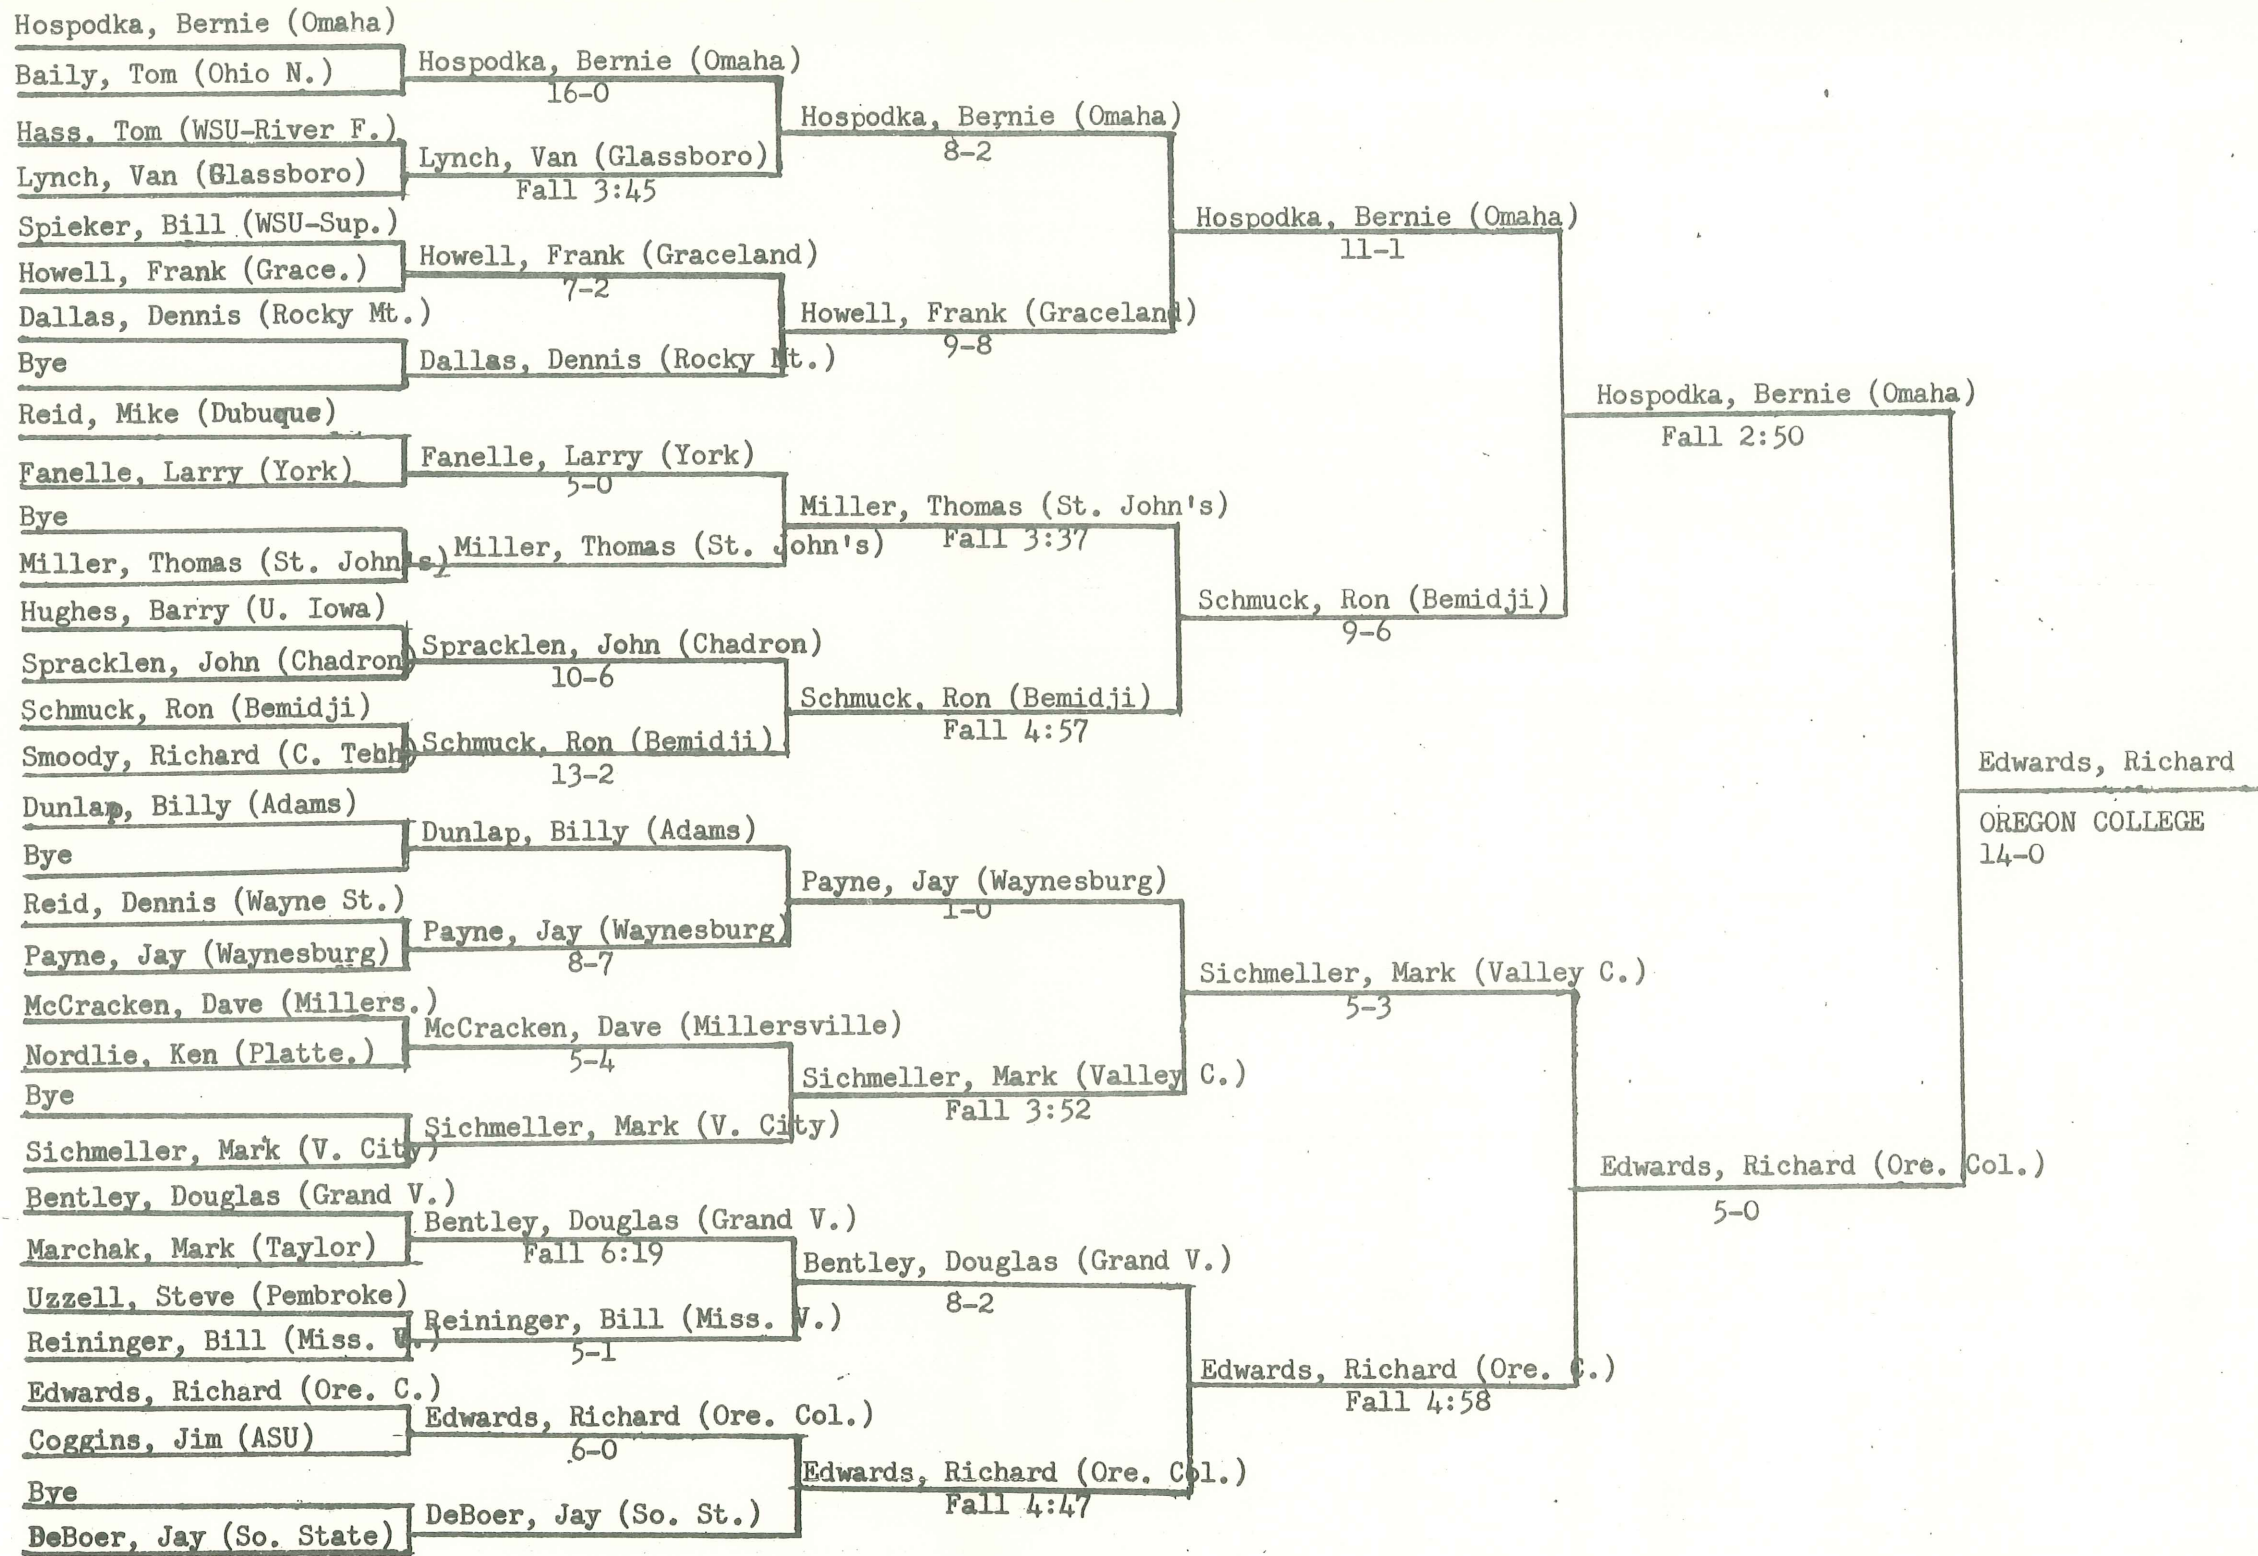 Hospodka, Bernie (Omaha)
Baily, Tom (Ohio N.)
Hass. Tom (WSU-River F.)
Lynch, Van (Glassboro)
Spieker, Bill (WSU-Sup.)
Howell, Frank (Grace.)
Dallas, Dennis (Rocky Mt.)
Bye
Reid, Mike (Dubuque)
Fanelle, Larry (York)
Bye
Miller, Thomas (St. John's)
Hughes, Barry (U. Iowa)
Spracklen, John (Chadron)
Schmuck, Ron (Bemidji)
Smoody, Richard (C. Tehh)
Dunlap, Billy (Adams)
Bye
Reid, Dennis (Wayne St.)
Payne, Jay (Waynesburg)
McCracken, Dave (Millers.)
Nordlie, Ken (Platte.)
Bye
Sichmeller, Mark (V. City)
Bentley, Douglas (Grand V.)
Marchak, Mark (Taylor)
Uzzell, Steve (Pembroke)
Reininger, Bill (Miss. V.)
Edwards, Richard (Ore. C.)
Coggins, Jim (ASU)
Bye
DeBoer, Jay (So. State)
Hospodka, Bernie (Omaha)
16-0
Lynch, Van (Glassboro)
Fall 3:45
Howell, Frank (Graceland)
7-2
Dallas, Dennis (Rocky Mt.)
Fanelle, Larry (York)
5-0
Miller, Thomas (St. John's)
Spracklen, John (Chadron)
10-6
Schmuck, Ron (Bemidji)
13-2
Dunlap, Billy (Adams)
Payne, Jay (Waynesburg)
8-7
McCracken, Dave (Millersville)
5-4
Sichmeller, Mark (V. City)
Bentley, Douglas (Grand V.)
Fall 6:19
Reininger, Bill (Miss. V.)
5-1
Edwards, Richard (Ore. Col.)
6-0
DeBoer, Jay (So. St.)
Hospodka, Bernie (Omaha)
8-2
Howell, Frank (Graceland)
9-8
Miller, Thomas (St. John's)
Fall 3:37
Schmuck, Ron (Bemidji)
Fall 4:57
Payne, Jay (Waynesburg)
1-0
Sichmeller, Mark (Valley C.)
Fall 3:52
Bentley, Douglas (Grand V.)
8-2
Edwards, Richard (Ore. Col.)
Fall 4:47
Hospodka, Bernie (Omaha)
11-1
Schmuck, Ron (Bemidji)
9-6
Sichmeller, Mark (Valley C.)
5-3
Edwards, Richard (Ore. C.)
Fall 4:58
Hospodka, Bernie (Omaha)
Fall 2:50
Edwards, Richard (Ore. Col.)
5-0
Edwards, Richard
OREGON COLLEGE
14-0